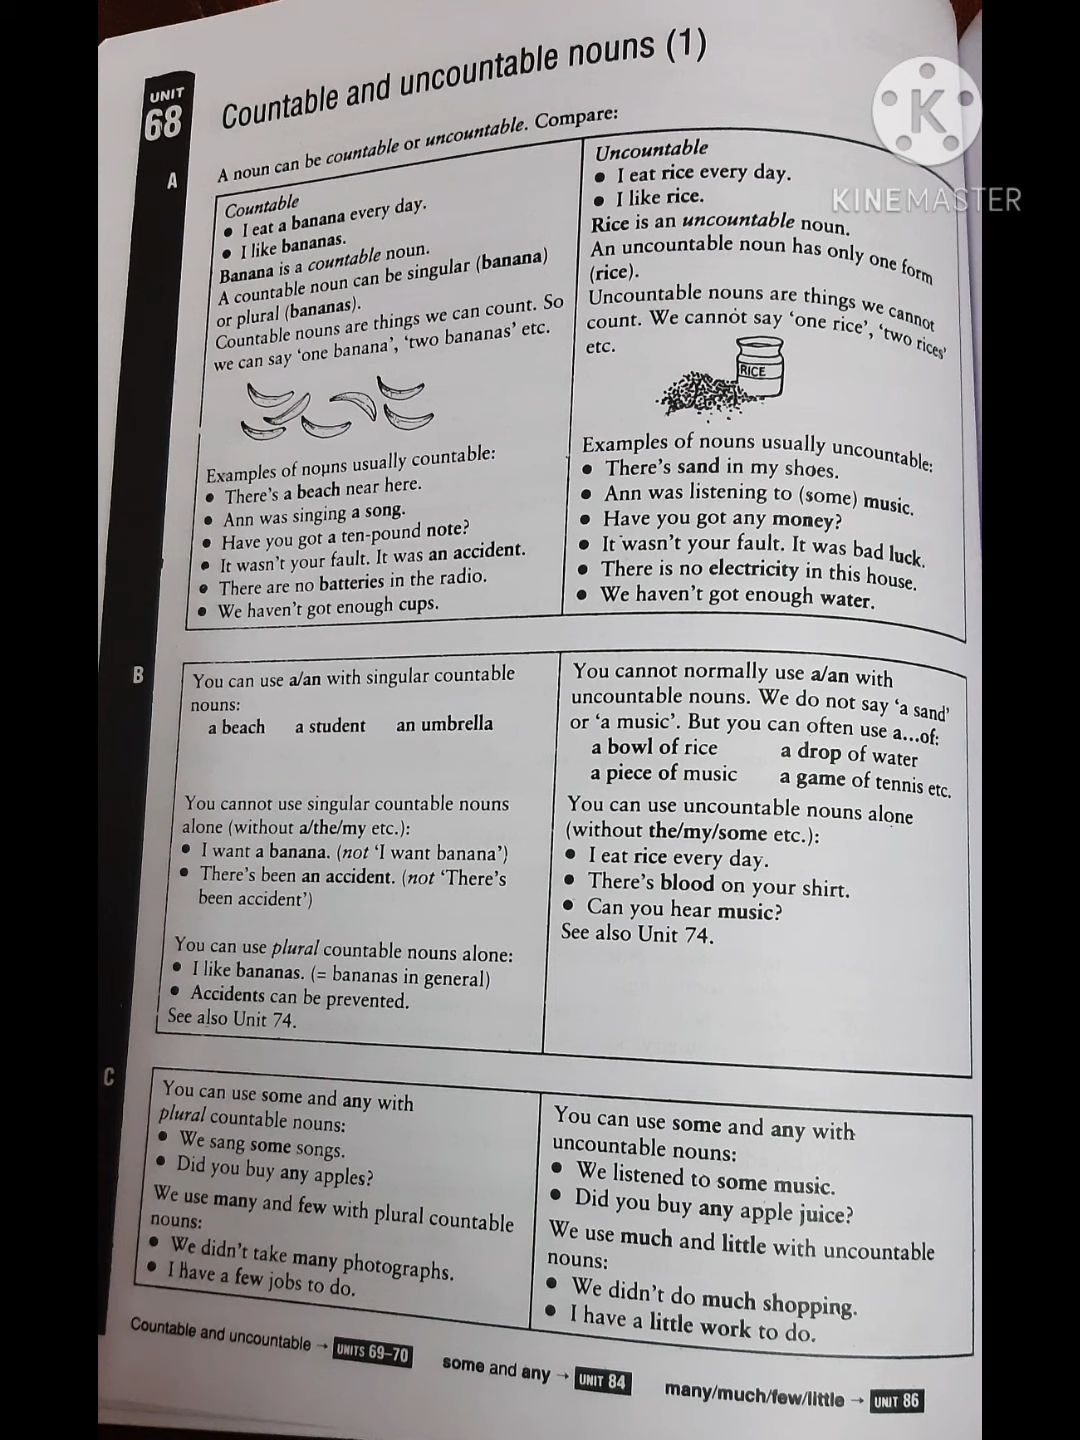 UNIT
68
Countable and uncountable nouns (1)
K
KINEMASTER
A
A noun can be countable or uncountable. Compare:
Countable
• I eat a banana every day.
• I like bananas.
Banana is a countable noun.
A countable noun can be singular (banana)
or plural (bananas).
Countable nouns are things we can count. So
we can say ‘one banana’, ‘two bananas’ etc.
Examples of nouns usually countable:
• There’s a beach near here.
• Ann was singing a song.
• Have you got a ten-pound note?
• It wasn’t your fault. It was an accident.
• There are no batteries in the radio.
• We haven’t got enough cups.
Uncountable
• I eat rice every day.
• I like rice.
Rice is an uncountable noun.
An uncountable noun has only one form
(rice).
Uncountable nouns are things we cannot
count. We cannot say ‘one rice’, ‘two rices’
etc.
RICE
Examples of nouns usually uncountable:
• There’s sand in my shoes.
• Ann was listening to (some) music.
• Have you got any money?
• It wasn’t your fault. It was bad luck.
• There is no electricity in this house.
• We haven’t got enough water.
B
You can use a/an with singular countable
nouns:
a beach a student an umbrella
You cannot use singular countable nouns
alone (without a/the/my etc.):
• I want a banana. (not ‘I want banana’)
• There’s been an accident. (not ‘There’s
been accident’)
You can use plural countable nouns alone:
• I like bananas. (= bananas in general)
• Accidents can be prevented.
See also Unit 74.
You cannot normally use a/an with
uncountable nouns. We do not say ‘a sand’
or ‘a music’. But you can often use a...of:
a bowl of rice a drop of water
a piece of music a game of tennis etc.
You can use uncountable nouns alone
(without the/my/some etc.):
• I eat rice every day.
• There’s blood on your shirt.
• Can you hear music?
See also Unit 74.
C
You can use some and any with
plural countable nouns:
• We sang some songs.
• Did you buy any apples?
We use many and few with plural countable
nouns:
• We didn’t take many photographs.
• I have a few jobs to do.
You can use some and any with
uncountable nouns:
• We listened to some music.
• Did you buy any apple juice?
We use much and little with uncountable
nouns:
• We didn’t do much shopping.
• I have a little work to do.
Countable and uncountable → UNITS 69–70 some and any → UNIT 84 many/much/few/little → UNIT 86